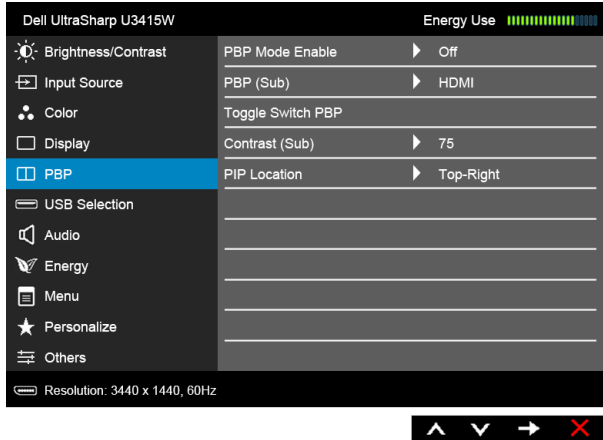 Dell UltraSharp U3415W Energy Use
Brightness/Contrast PBP Mode Enable Off
Input Source PBP (Sub) HDMI
Color Toggle Switch PBP
Display Contrast (Sub) 75
PBP PIP Location Top-Right
USB Selection
Audio
Energy
Menu
Personalize
Others
Resolution: 3440 x 1440, 60Hz